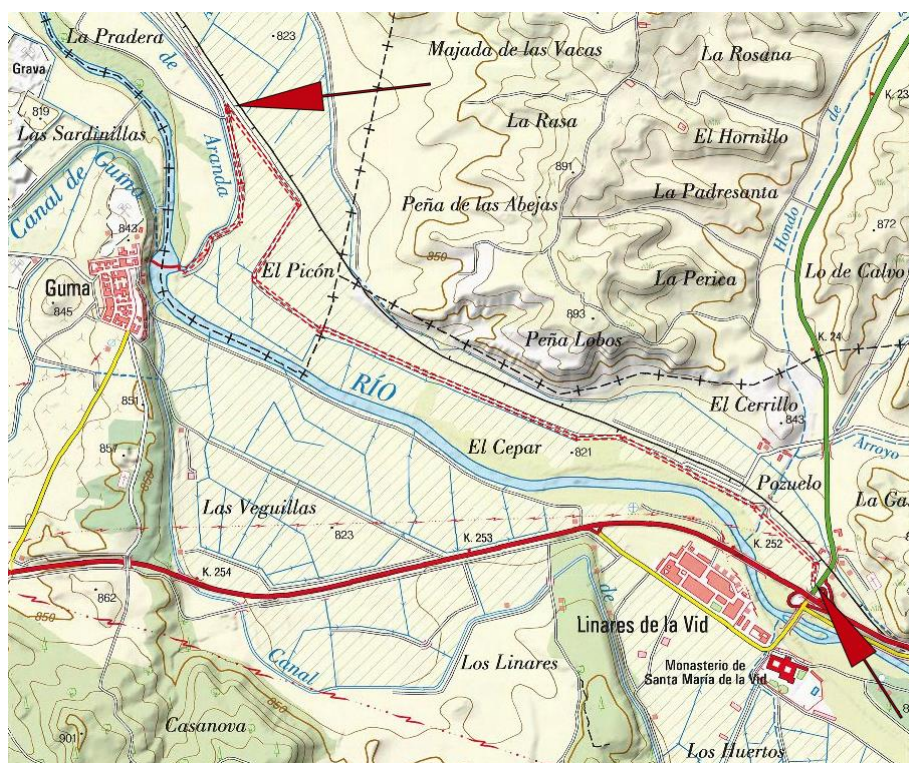 La Pradera
de
823
Majada de las Vacas
La Rosana
Grava
K. 23
819
La Rasa
El Hornillo
de
Las Sardinillas
Aranda
891
Canal de Guma
Peña de las Abejas
La Padresanta
Hondo
872
843
850
El Picón
La Perica
Lo de Calvo
Guma
845
893
Peña Lobos
K. 24
RÍO
El Cerrillo
851
843
El Cepar
821
Arroyo
857
850
Pozuelo
La Gas
Las Veguillas
823
K. 252
K. 253
K. 254
862
850
de
Linares de la Vid
Los Linares
Canal
Monasterio de
Santa María de la Vid
850
Casanova
901
Los Huertos